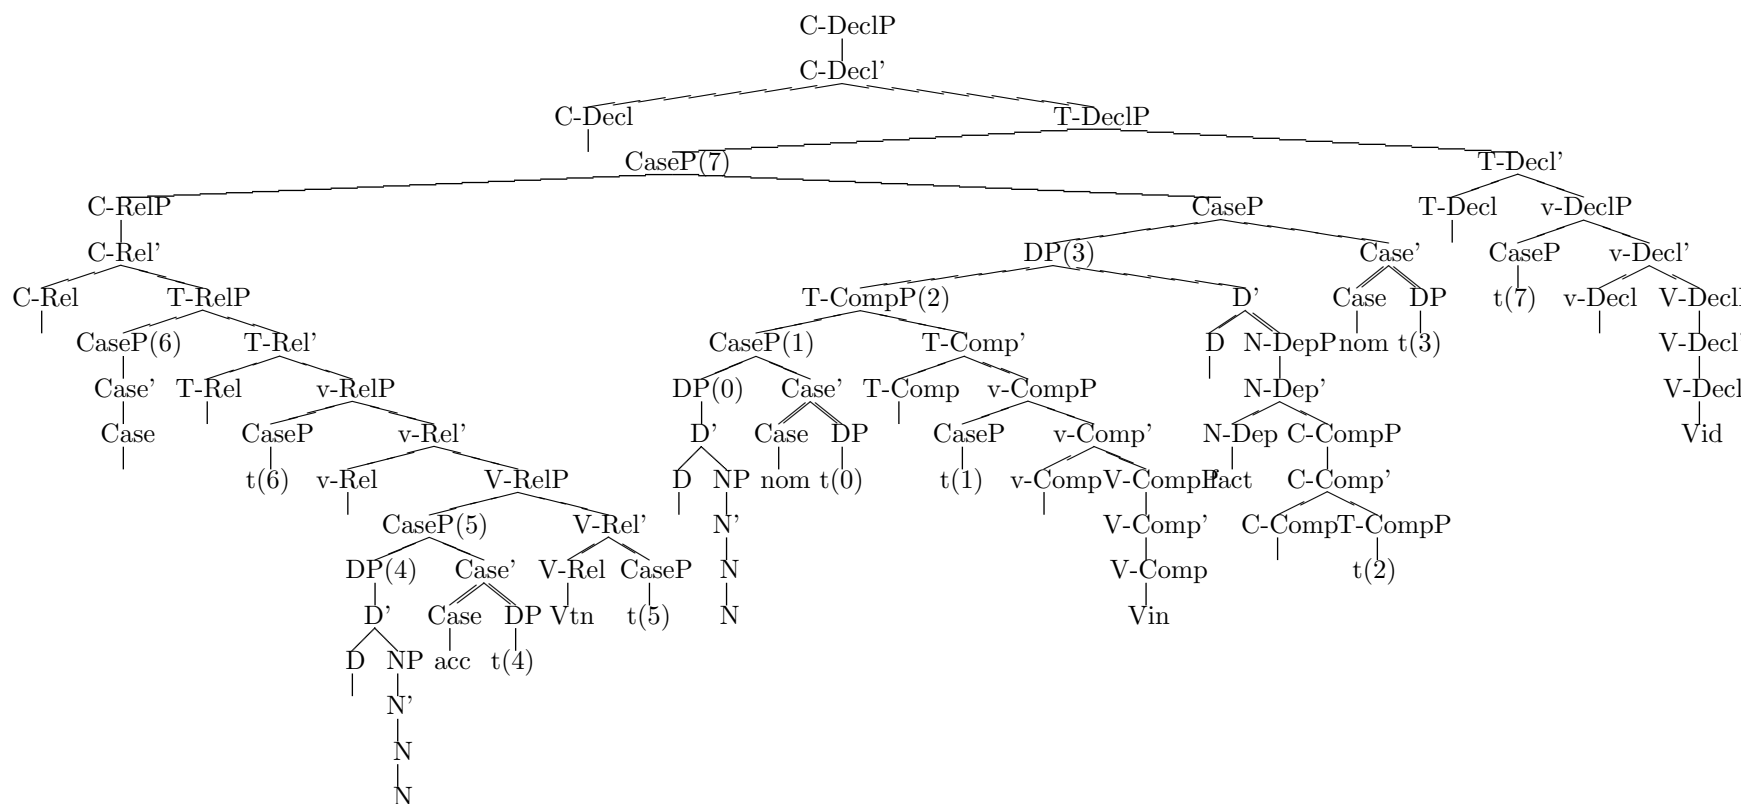 C-DeclP
C-Decl’
C-Decl T-DeclP
CaseP(7) T-Decl’
C-RelP CaseP T-Decl v-DeclP
C-Rel’ DP(3) Case’ CaseP v-Decl’
C-Rel T-RelP T-CompP(2) D’ Case DP t(7) v-Decl V-DeclP
CaseP(6) T-Rel’ CaseP(1) T-Comp’ D N-DepP nom t(3) V-Decl’
Case’ T-Rel v-RelP DP(0) Case’ T-Comp v-CompP N-Dep’ V-Decl
Case CaseP v-Rel’ D’ Case DP CaseP v-Comp’ N-Dep C-CompP Vid
t(6) v-Rel V-RelP D NP nom t(0) t(1) v-Comp V-CompP fact C-Comp’
CaseP(5) V-Rel’ N’ V-Comp’ C-Comp T-CompP
DP(4) Case’ V-Rel CaseP N V-Comp t(2)
D’ Case DP Vtn t(5) N Vin
D NP acc t(4)
N’
N
N